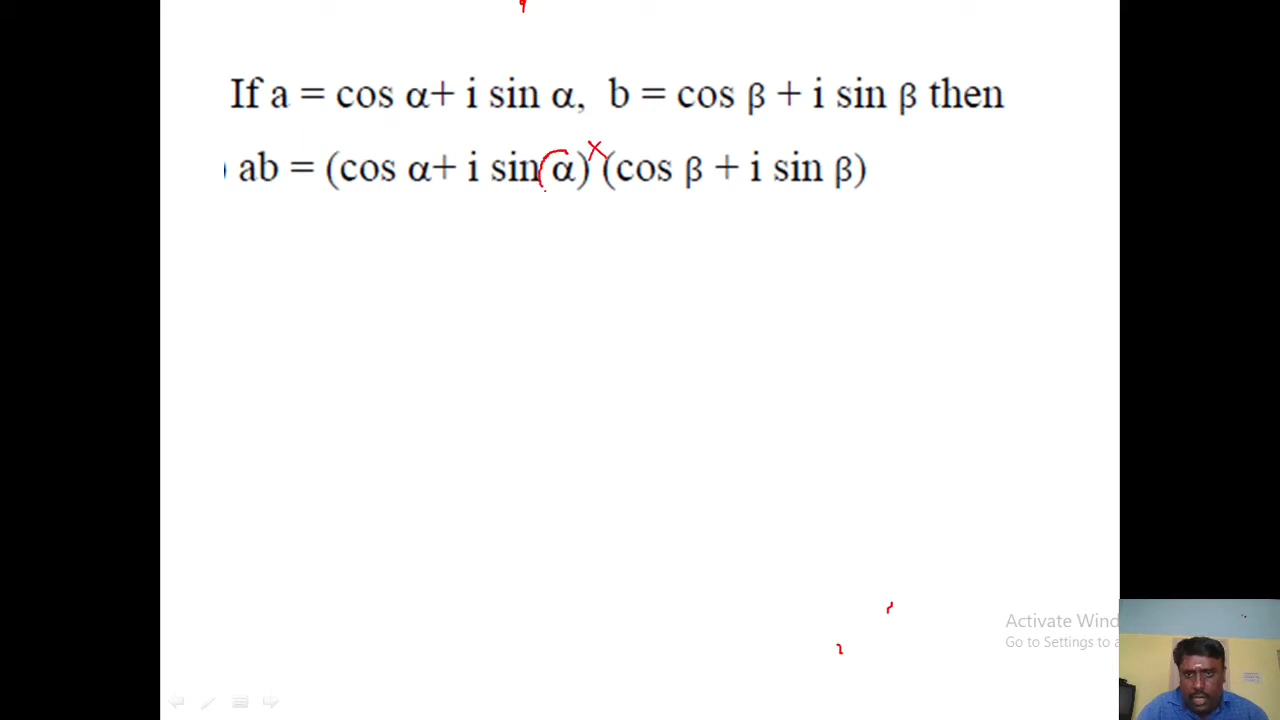 If a = cos α+ i sin α, b = cos β + i sin β then
) ab = (cos α+ i sin α) × (cos β + i sin β)
Activate Wind
Go to Settings to a